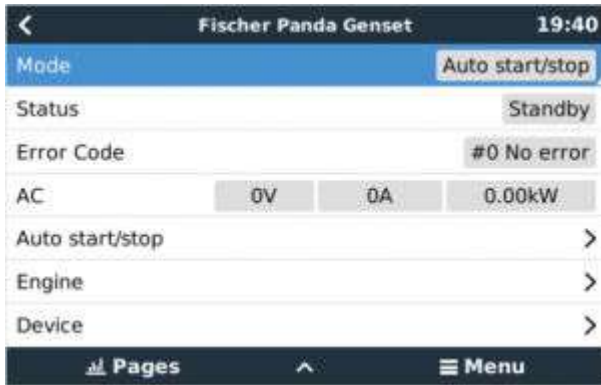 Fischer Panda Genset 19:40
Mode Auto start/stop
Status Standby
Error Code #0 No error
AC 0V 0A 0.00kW
Auto start/stop
Engine
Device
Pages Menu